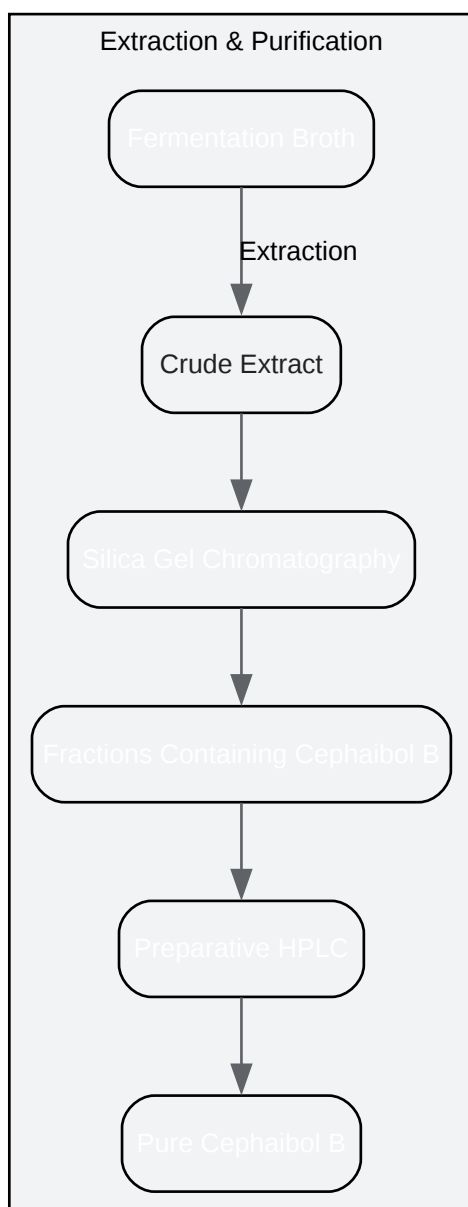 Extraction & Purification
Fermentation Broth
Extraction
Crude Extract
Silica Gel Chromatography
Fractions Containing Cephaibol B
Preparative HPLC
Pure Cephaibol B